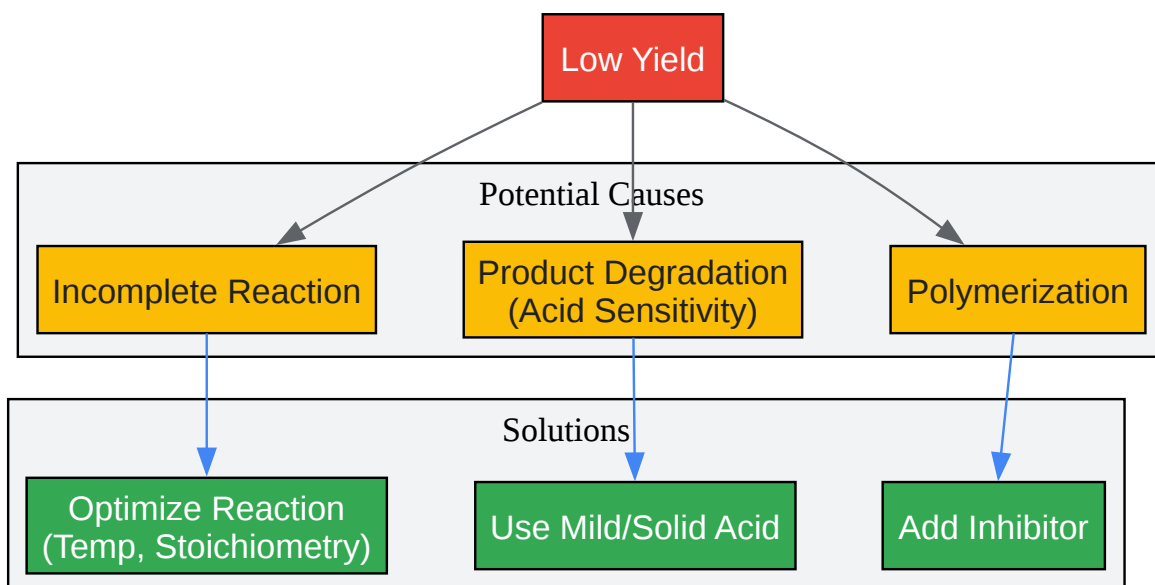 Low Yield
Potential Causes
Incomplete Reaction
Product Degradation
(Acid Sensitivity)
Polymerization
Solutions
Optimize Reaction
(Temp, Stoichiometry)
Use Mild/Solid Acid
Add Inhibitor